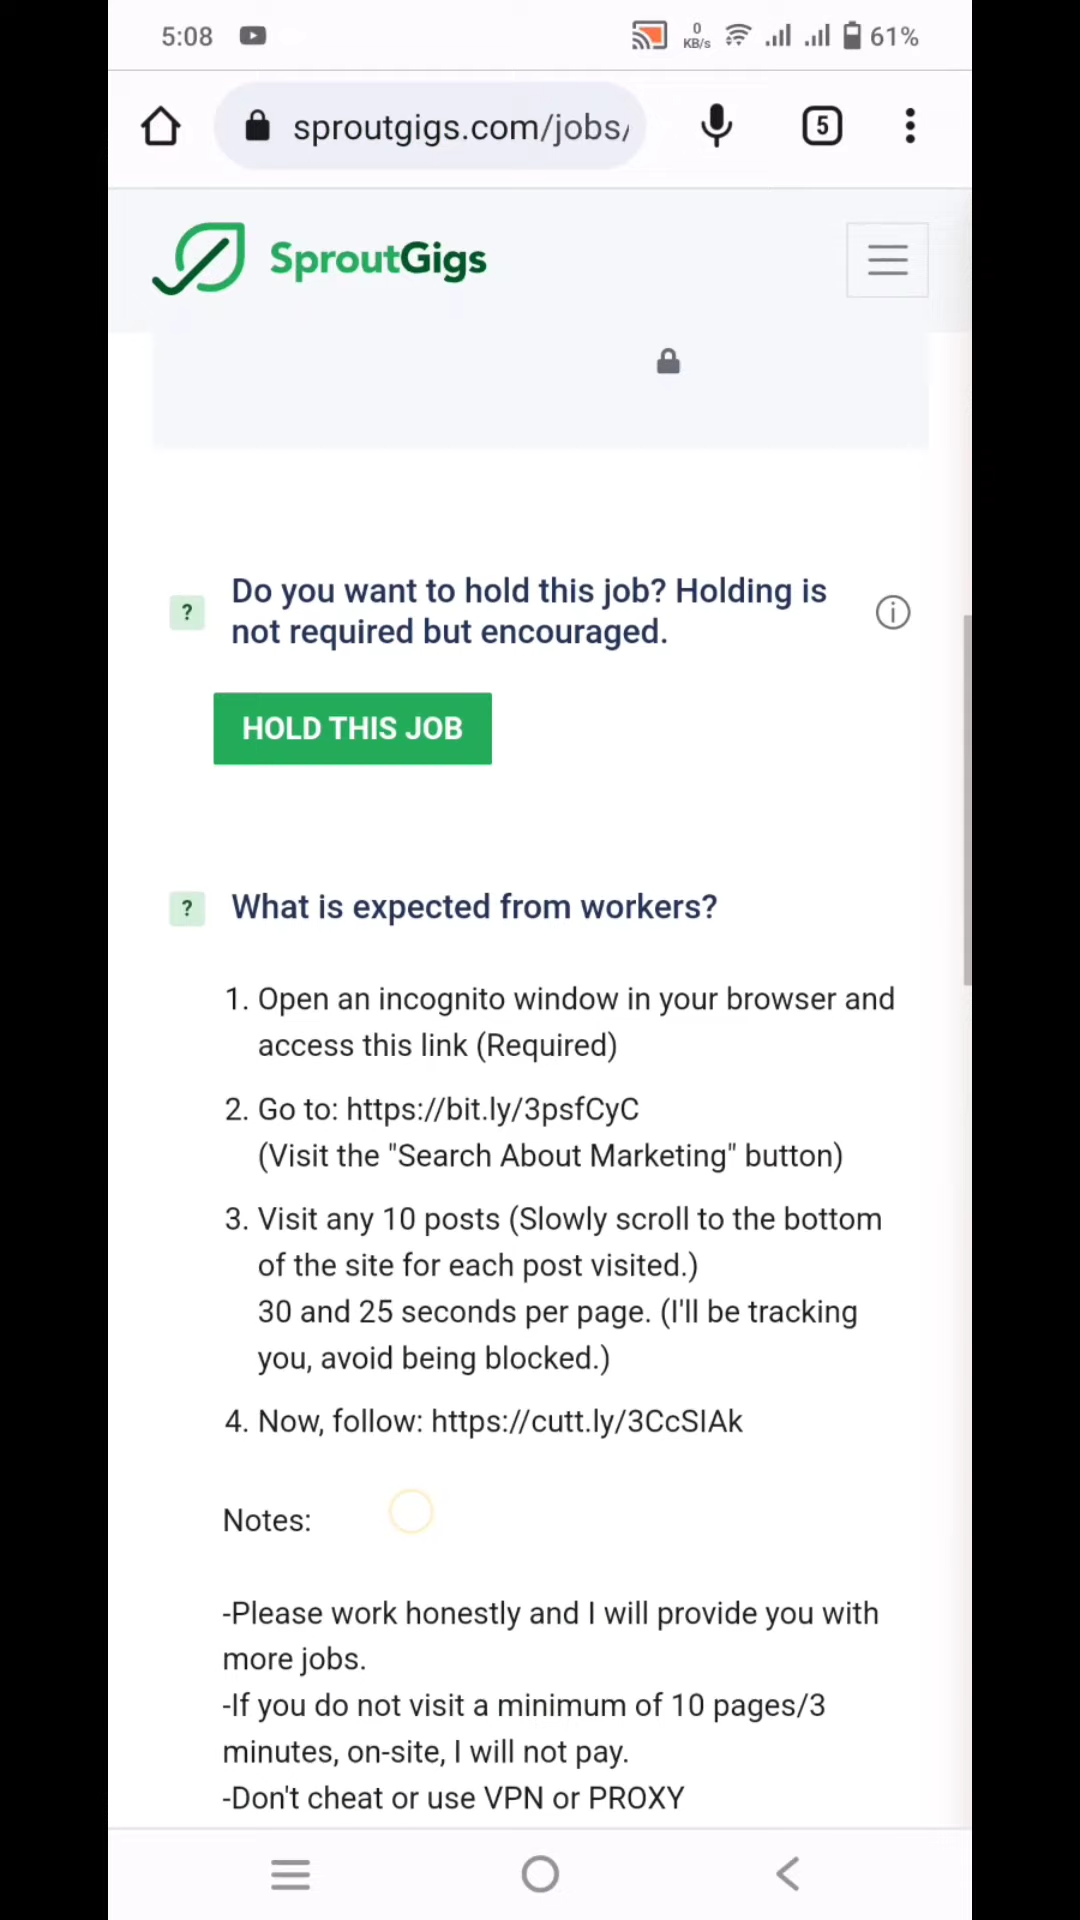 5:08
0
KB/s
61%
sproutgigs.com/jobs/
5
SproutGigs
? Do you want to hold this job? Holding is
not required but encouraged.
HOLD THIS JOB
? What is expected from workers?
1. Open an incognito window in your browser and
access this link (Required)
2. Go to: https://bit.ly/3psfCyC
(Visit the "Search About Marketing" button)
3. Visit any 10 posts (Slowly scroll to the bottom
of the site for each post visited.)
30 and 25 seconds per page. (I'll be tracking
you, avoid being blocked.)
4. Now, follow: https://cutt.ly/3CcSIAk
Notes:
-Please work honestly and I will provide you with
more jobs.
-If you do not visit a minimum of 10 pages/3
minutes, on-site, I will not pay.
-Don't cheat or use VPN or PROXY